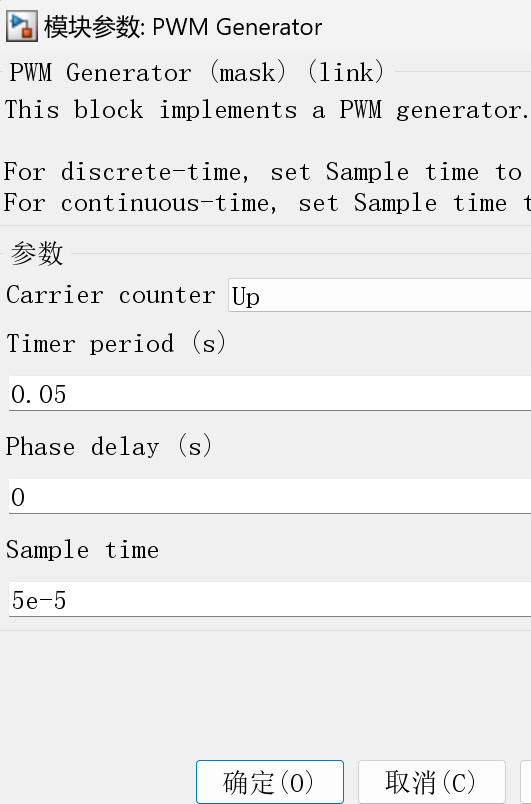 模块参数: PWM Generator
PWM Generator (mask) (link)
This block implements a PWM generator.
For discrete-time, set Sample time to
For continuous-time, set Sample time t
参数
Carrier counter Up
Timer period (s)
0.05
Phase delay (s)
0
Sample time
5e-5
确定(O) 取消(C)